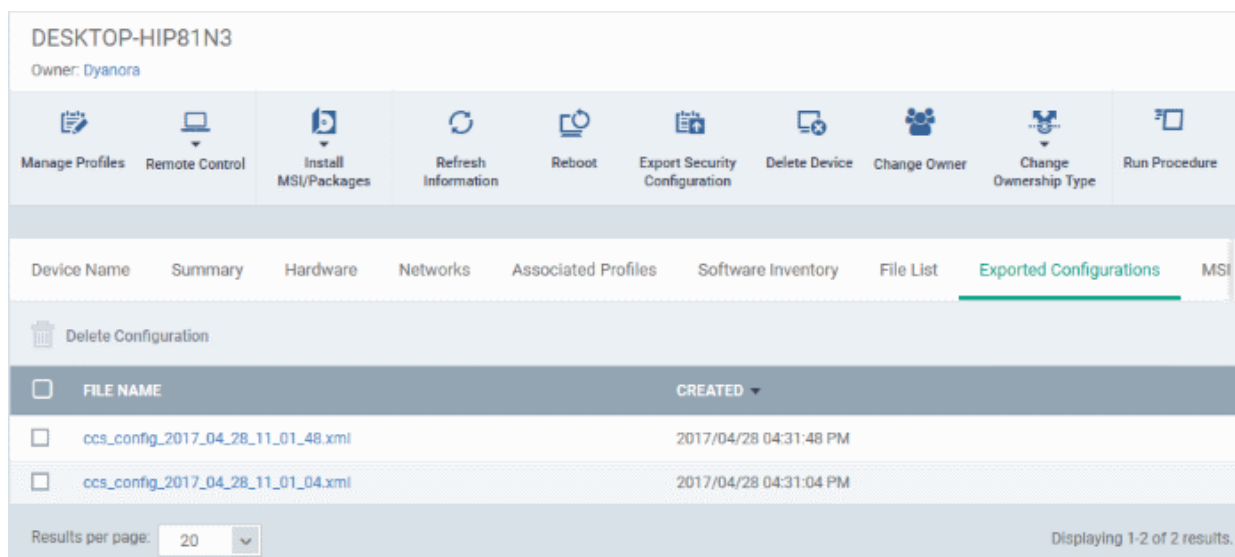 DESKTOP-HIP81N3
Owner: Dyanora
Manage Profiles Remote Control Install MSI/Packages Refresh Information Reboot Export Security Configuration Delete Device Change Owner Change Ownership Type Run Procedure
Device Name Summary Hardware Networks Associated Profiles Software Inventory File List Exported Configurations MSI
Delete Configuration
FILE NAME CREATED
ccs_config_2017_04_28_11_01_48.xml 2017/04/28 04:31:48 PM
ccs_config_2017_04_28_11_01_04.xml 2017/04/28 04:31:04 PM
Results per page: 20 Displaying 1-2 of 2 results.